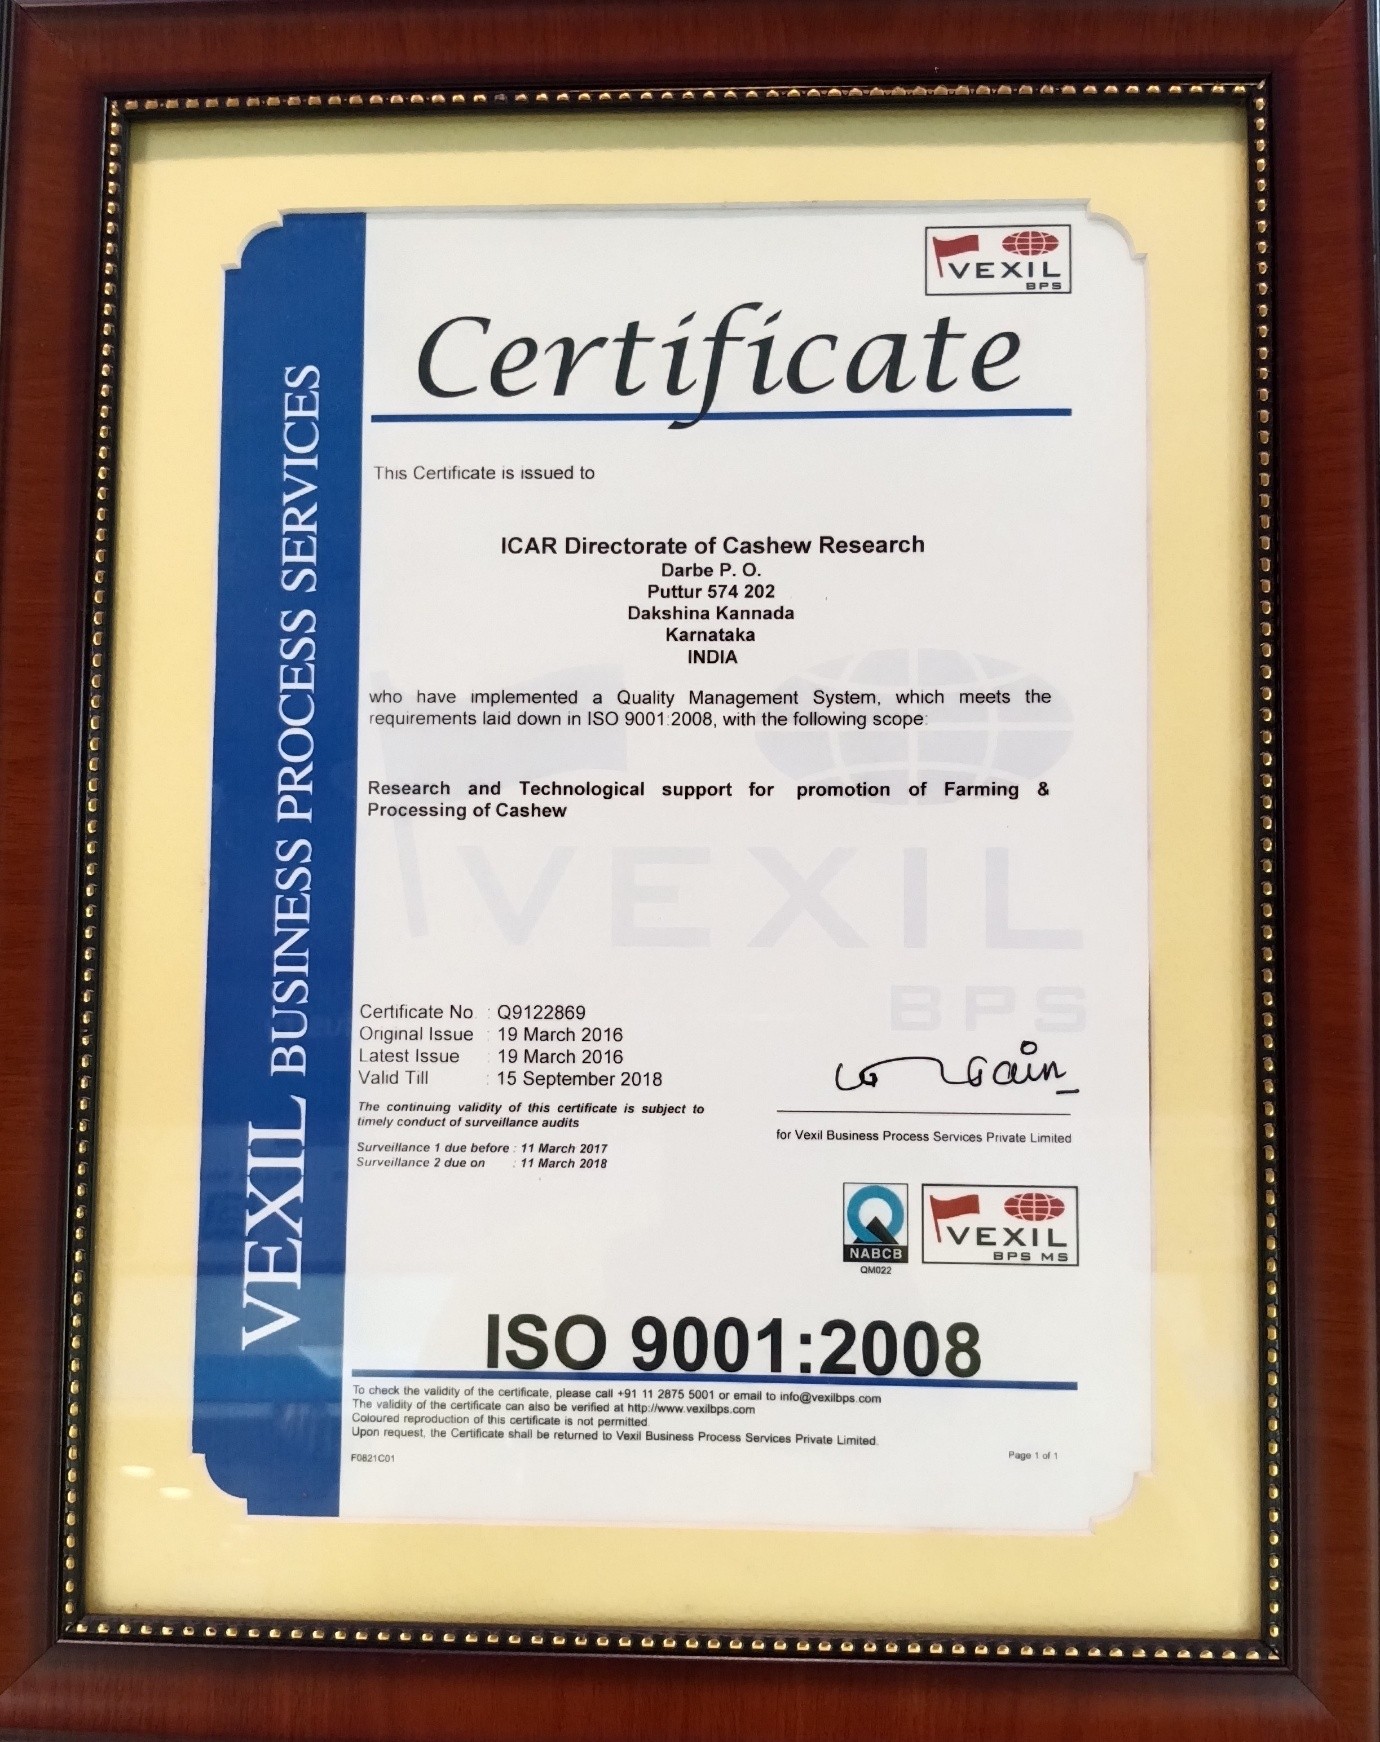 VEXIL BUSINESS PROCESS SERVICES
VEXIL
BPS
Certificate
This Certificate is issued to
ICAR Directorate of Cashew Research
Darbe P. O.
Puttur 574 202
Dakshina Kannada
Karnataka
INDIA
who have implemented a Quality Management System, which meets the
requirements laid down in ISO 9001:2008, with the following scope:
Research and Technological support for promotion of Farming &
Processing of Cashew
VEXIL
BPS
Certificate No. : Q9122869
Original Issue : 19 March 2016
Latest Issue : 19 March 2016
Valid Till : 15 September 2018
The continuing validity of this certificate is subject to
timely conduct of surveillance audits
Surveillance 1 due before : 11 March 2017
Surveillance 2 due on : 11 March 2018
for Vexil Business Process Services Private Limited
NABCB
QM022
VEXIL
BPS MS
ISO 9001:2008
To check the validity of the certificate, please call +91 11 2875 5001 or email to info@vexilbps.com
The validity of the certificate can also be verified at http://www.vexilbps.com
Coloured reproduction of this certificate is not permitted.
Upon request, the Certificate shall be returned to Vexil Business Process Services Private Limited.
F0821C01
Page 1 of 1